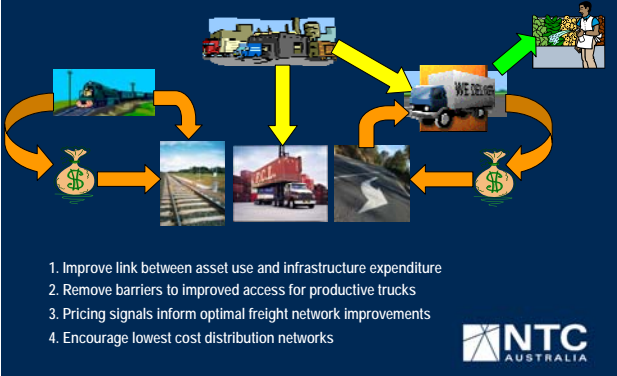 WE DELIVER
P.C.L.
$
$
1. Improve link between asset use and infrastructure expenditure
2. Remove barriers to improved access for productive trucks
3. Pricing signals inform optimal freight network improvements
4. Encourage lowest cost distribution networks
NTC
AUSTRALIA